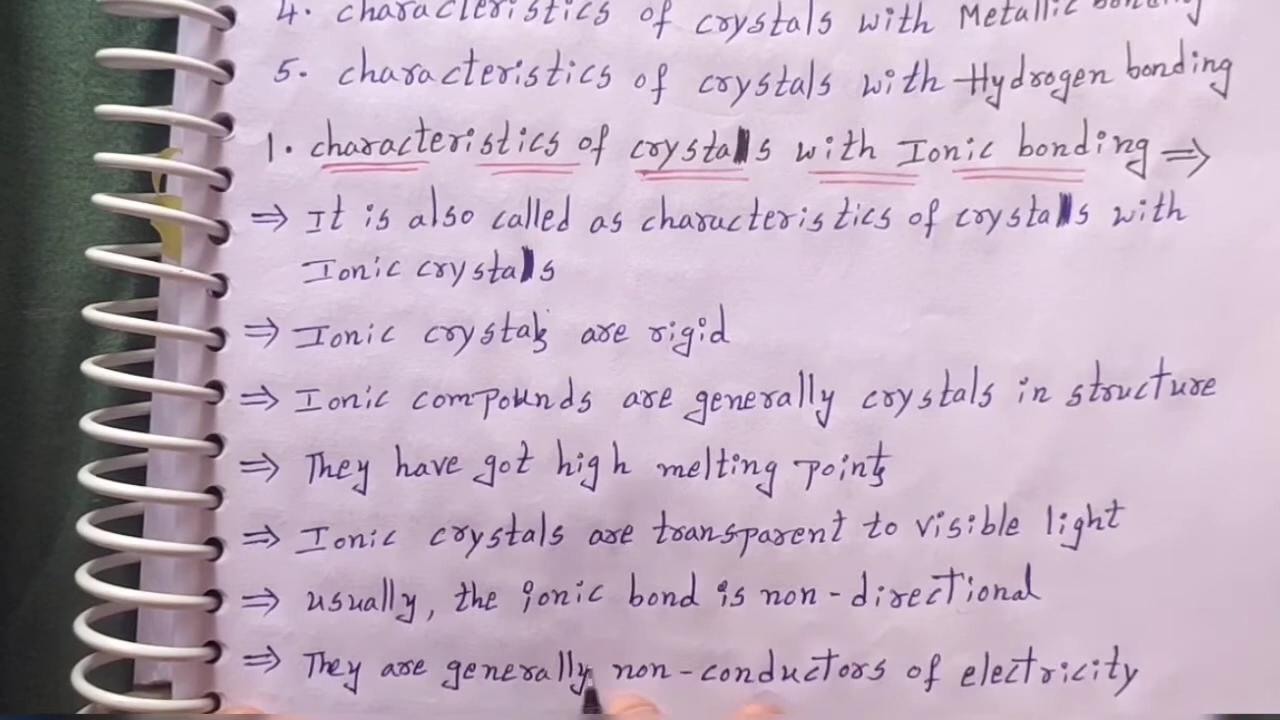 4. characteristics of crystals with Metallic bonding
5. characteristics of crystals with Hydrogen bonding
1. characteristics of crystals with Ionic bonding ⇒
⇒ It is also called as characteristics of crystals with
Ionic crystals
⇒ Ionic crystals are rigid
⇒ Ionic compounds are generally crystals in structure
⇒ They have got high melting points
⇒ Ionic crystals are transparent to visible light
⇒ usually, the ionic bond is non-directional
⇒ They are generally non-conductors of electricity